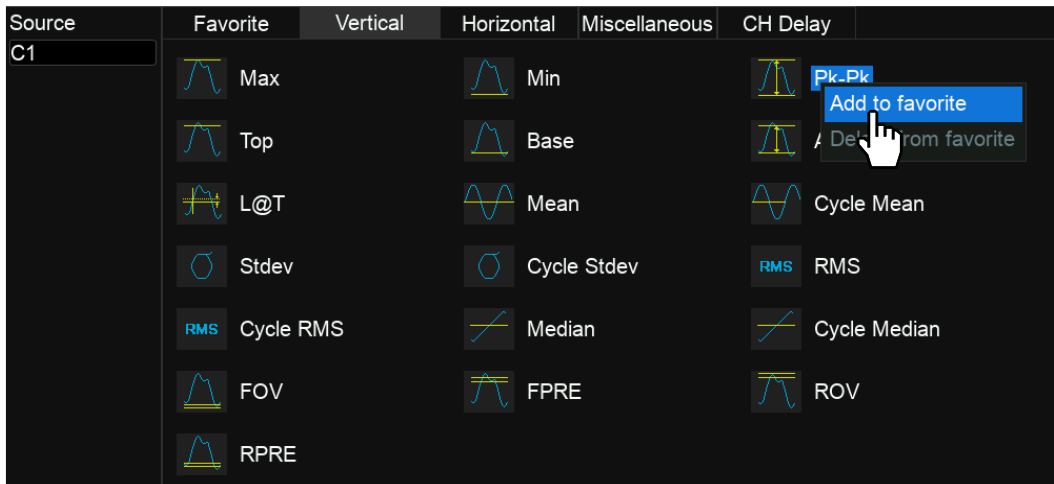 Source
Favorite
Vertical
Horizontal
Miscellaneous
CH Delay
C1
Max
Min
Pk-Pk
Add to favorite
from favorite
Top
Base
L@T
Mean
Cycle Mean
Stdev
Cycle Stdev
RMS
RMS
RMS
Cycle RMS
Median
Cycle Median
FOV
FPRE
ROV
RPRE